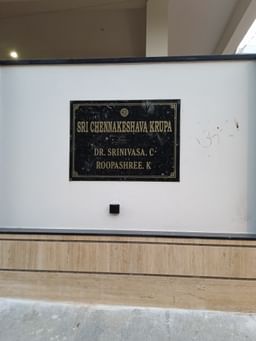 SRI CHENNAKESHAVA KRUPA
DR. SRINIVASA. C
ROOPASHREE. K